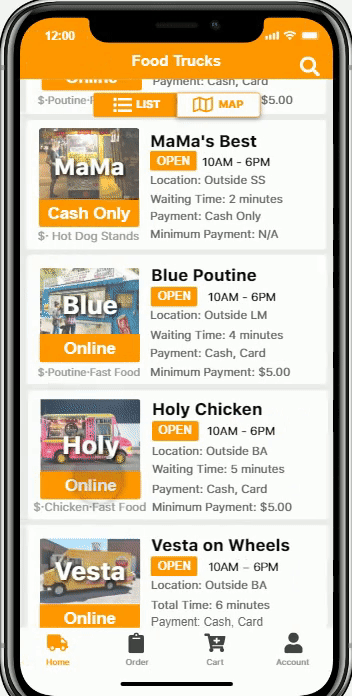 12:00
Food Trucks
Online
Payment: Cash, Card
$·Poutine-F
$5.00
LIST
MAP
MaMa
Cash Only
$· Hot Dog Stands
MaMa's Best
OPEN 10AM - 6PM
Location: Outside SS
Waiting Time: 2 minutes
Payment: Cash Only
Minimum Payment: N/A
Blue
Online
$·Poutine·Fast Food
Blue Poutine
OPEN 10AM - 6PM
Location: Outside LM
Waiting Time: 4 minutes
Payment: Cash, Card
Minimum Payment: $5.00
Holy
Online
$·Chicken·Fast Food
Holy Chicken
OPEN 10AM - 6PM
Location: Outside BA
Waiting Time: 5 minutes
Payment: Cash, Card
Minimum Payment: $5.00
Vesta
Online
Vesta on Wheels
OPEN 10AM – 6PM
Location: Outside BA
Total Time: 6 minutes
Payment: Cash, Card
Home
Order
Cart
Account